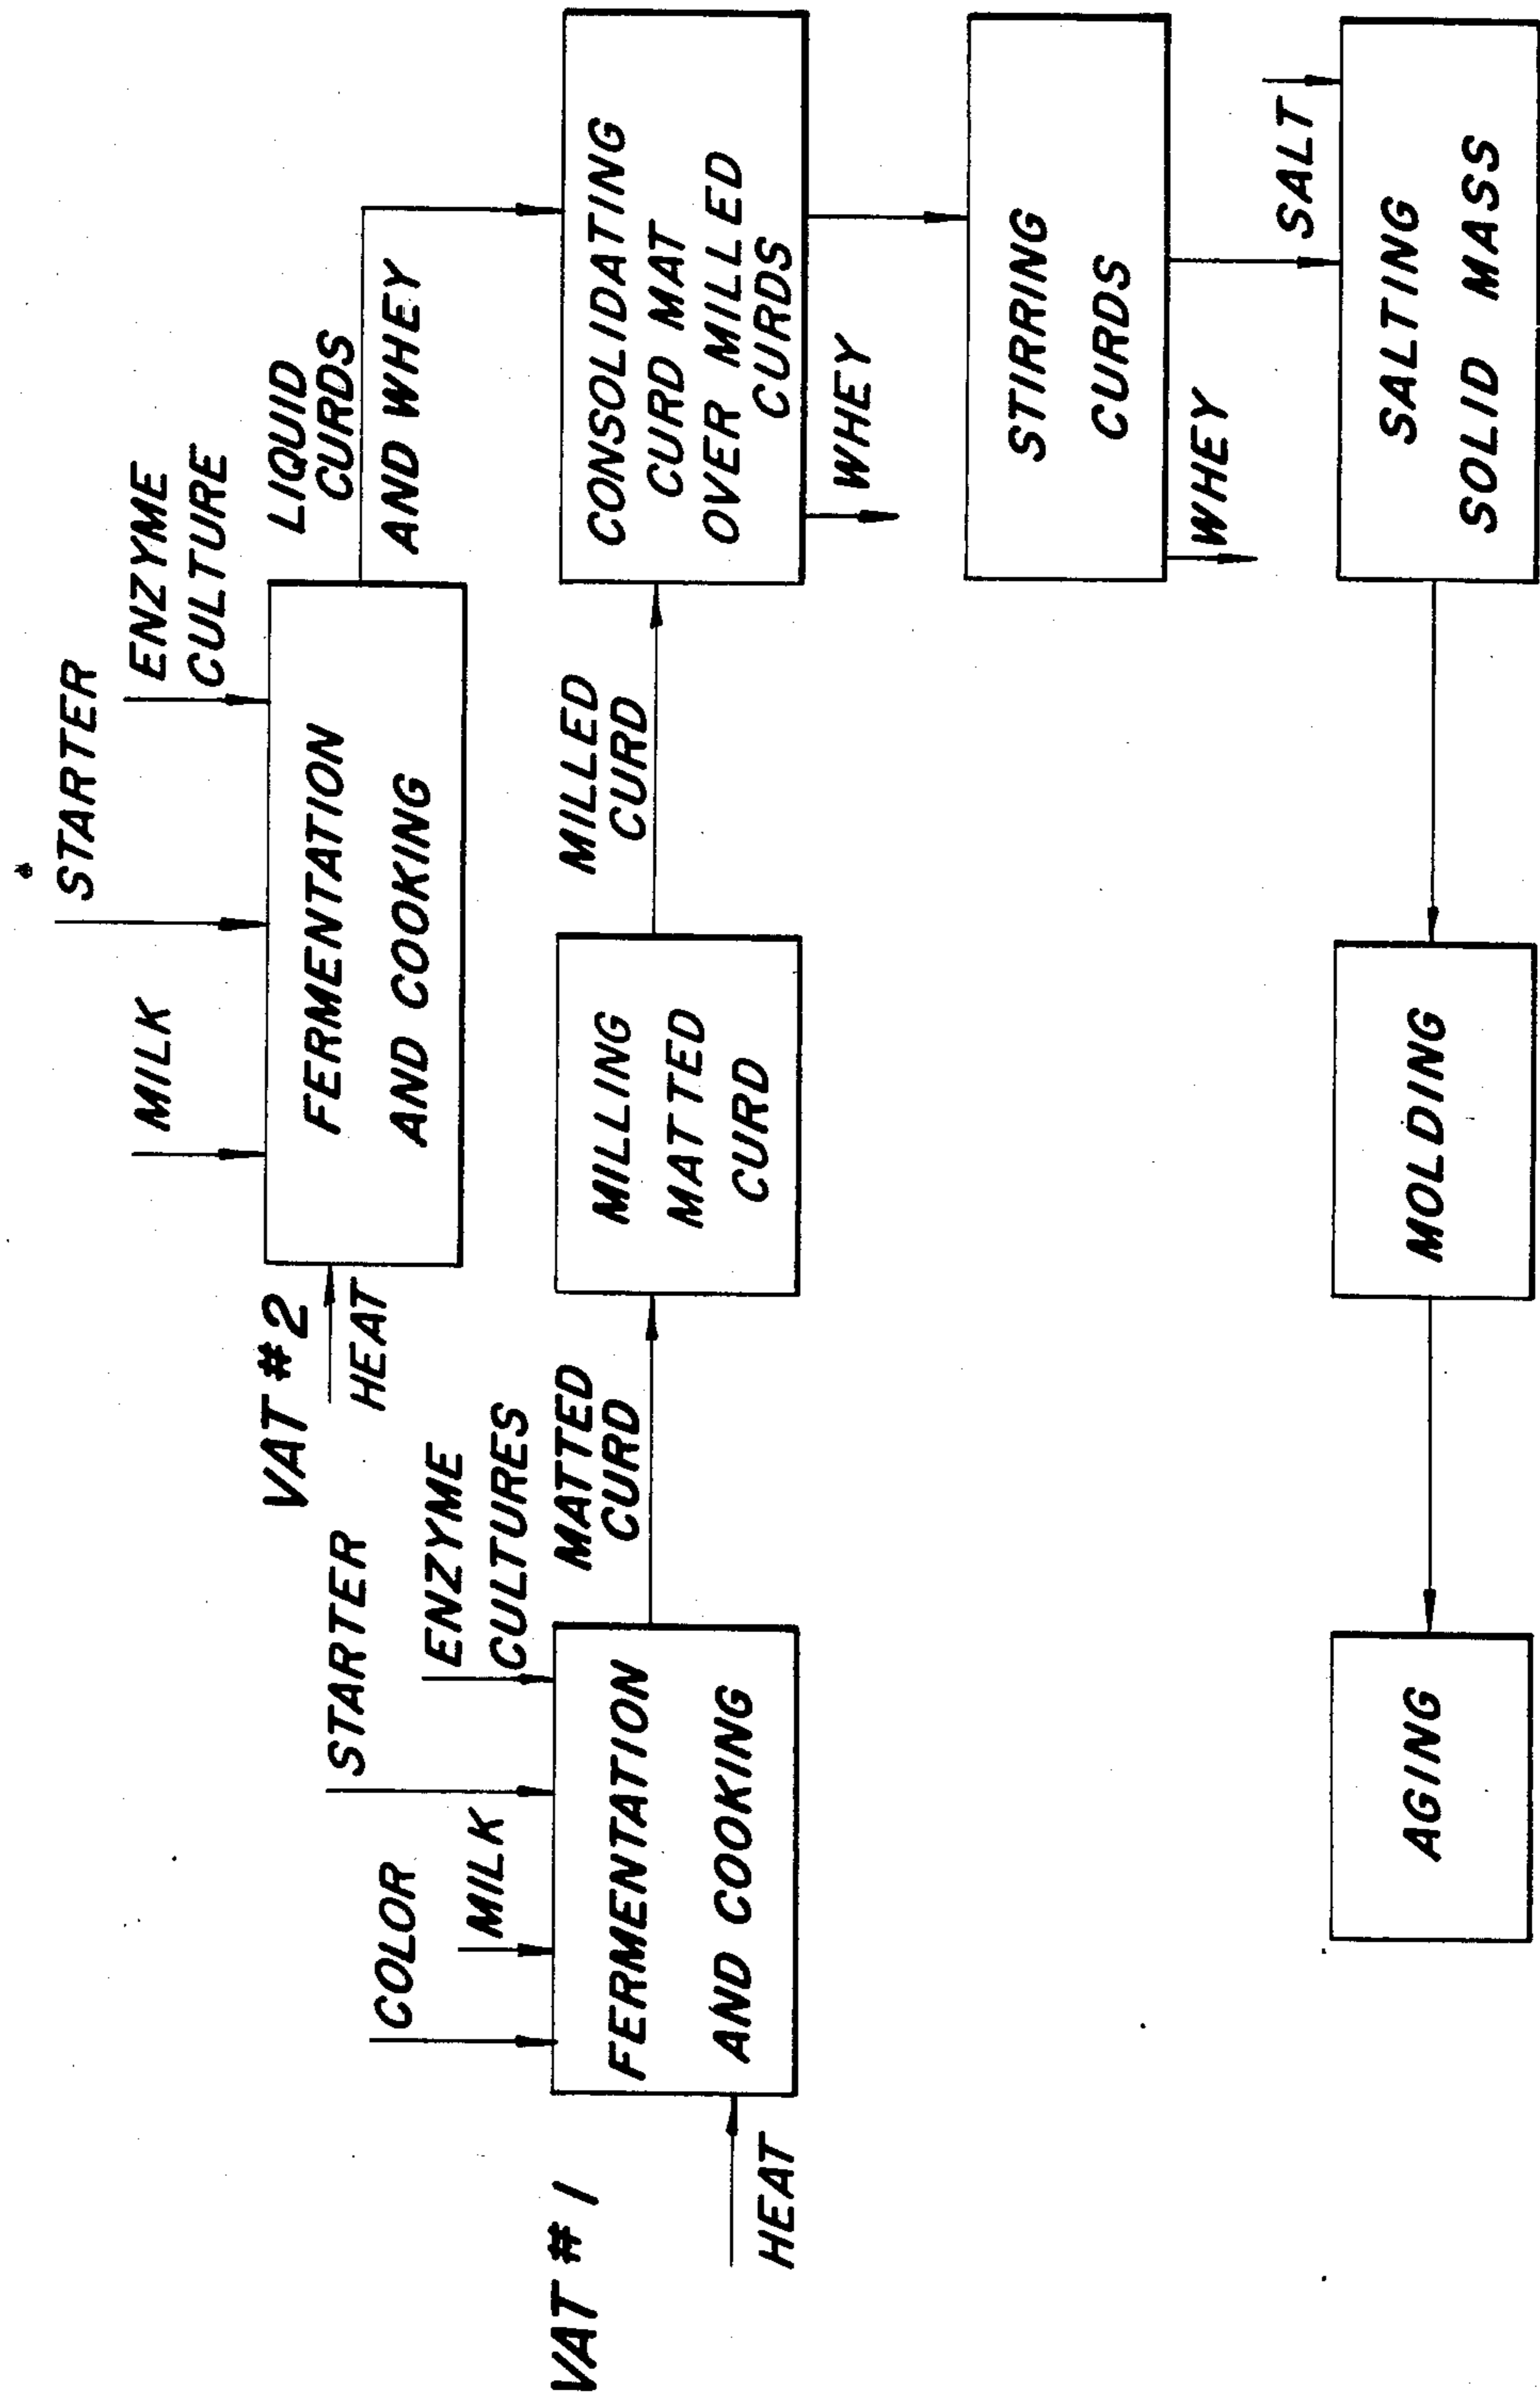 STARTER
MILK
ENZYME
CULTURE
VAT #2
HEAT
FERMENTATION
AND COOKING
LIQUID
CURDS
AND WHEY
STARTER
COLOR
MILK
ENZYME
CULTURES
VAT #1
HEAT
FERMENTATION
AND COOKING
MATTED
CURD
MILLING
MATTED
CURD
MILLED
CURD
CONSOLIDATING
CURD MAT
OVER MILLED
CURDS
WHEY
STIRRING
CURDS
WHEY
SALT
SALTING
SOLID MASS
MOLDING
AGING